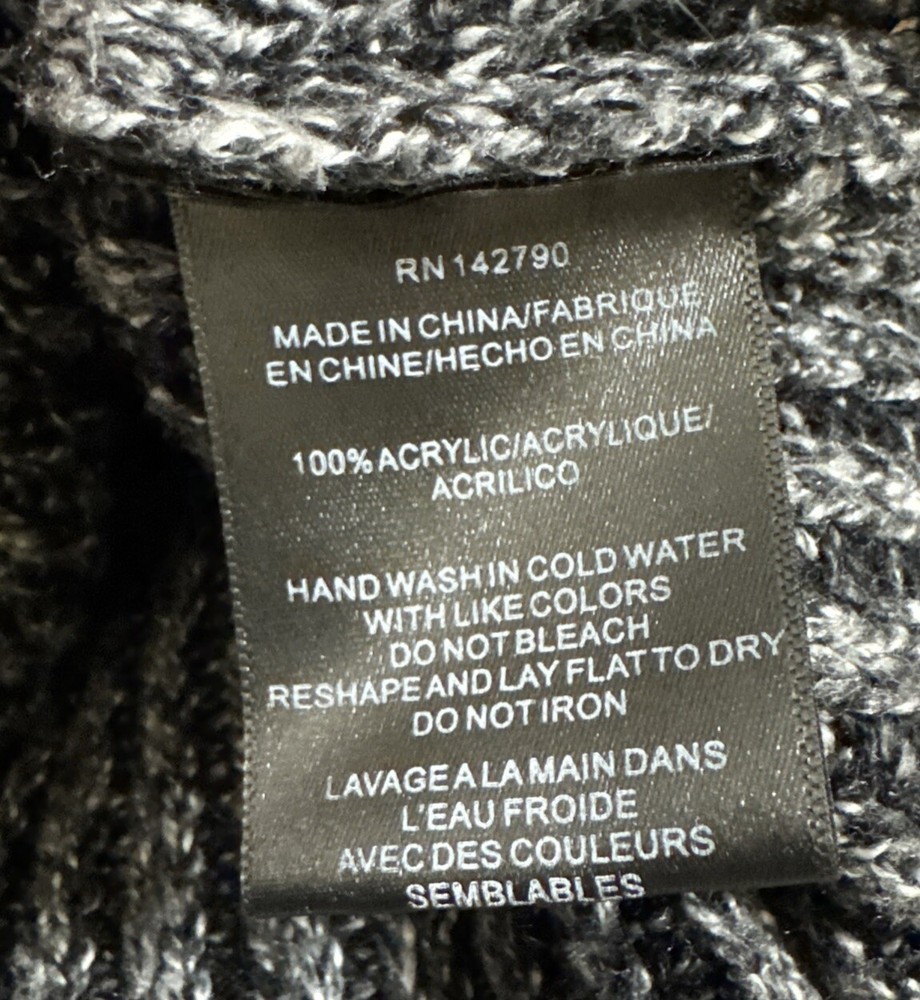 RN 142790
MADE IN CHINA/FABRIQUE
EN CHINE/HECHO EN CHINA
100% ACRYLIC/ACRYLIQUE/
ACRILICO
HAND WASH IN COLD WATER
WITH LIKE COLORS
DO NOT BLEACH
RESHAPE AND LAY FLAT TO DRY
DO NOT IRON
LAVAGE A LA MAIN DANS
L'EAU FROIDE
AVEC DES COULEURS
SEMBLABLES